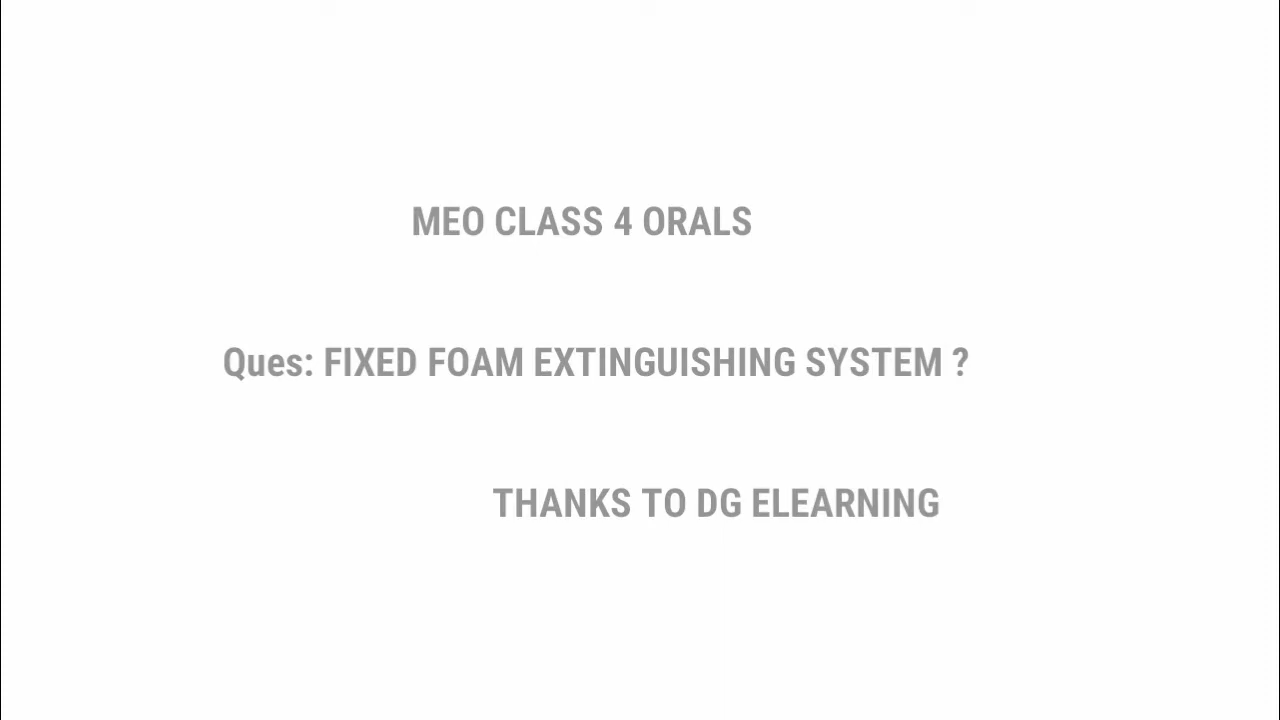 MEO CLASS 4 ORALS
Ques: FIXED FOAM EXTINGUISHING SYSTEM ?
THANKS TO DG ELEARNING